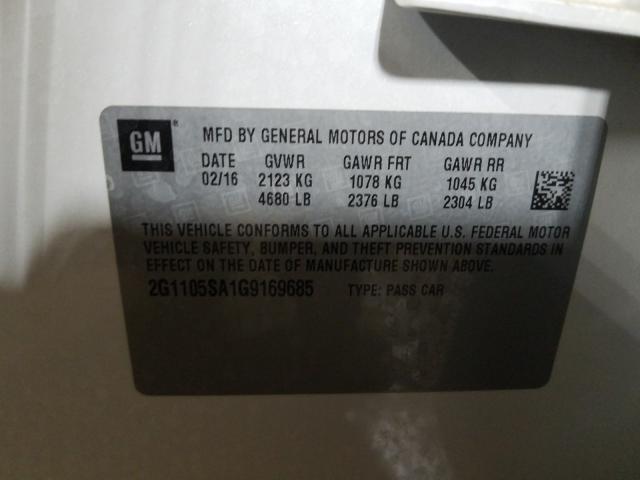 GM ®
MFD BY GENERAL MOTORS OF CANADA COMPANY
DATE GVWR GAWR FRT GAWR RR
02/16 2123 KG 1078 KG 1045 KG
4680 LB 2376 LB 2304 LB
THIS VEHICLE CONFORMS TO ALL APPLICABLE U.S. FEDERAL MOTOR
VEHICLE SAFETY, BUMPER, AND THEFT PREVENTION STANDARDS IN
EFFECT ON THE DATE OF MANUFACTURE SHOWN ABOVE.
2G1105SA1G9169685 TYPE: PASS CAR